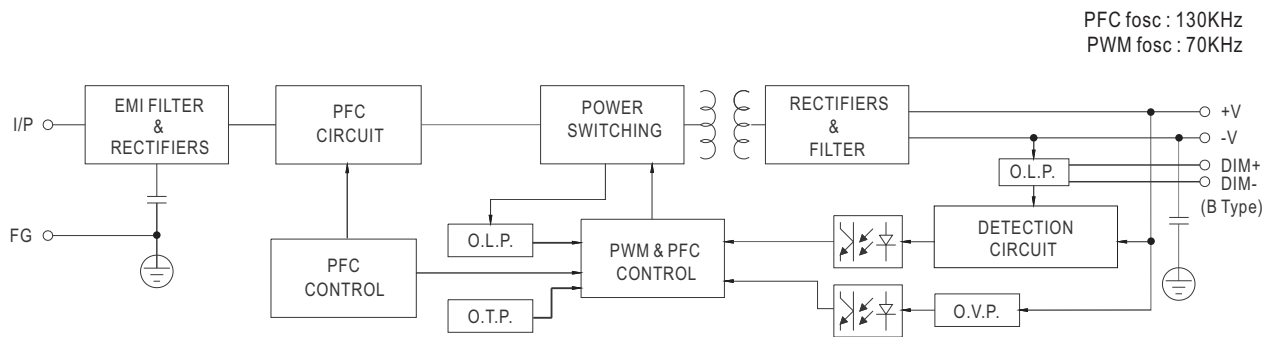 PFC fosc : 130KHz
PWM fosc : 70KHz
I/P
EMI FILTER
&
RECTIFIERS
PFC
CIRCUIT
POWER
SWITCHING
RECTIFIERS
&
FILTER
+V
-V
O.L.P.
DIM+
DIM-
(B Type)
FG
PFC
CONTROL
O.L.P.
O.T.P.
PWM & PFC
CONTROL
DETECTION
CIRCUIT
O.V.P.